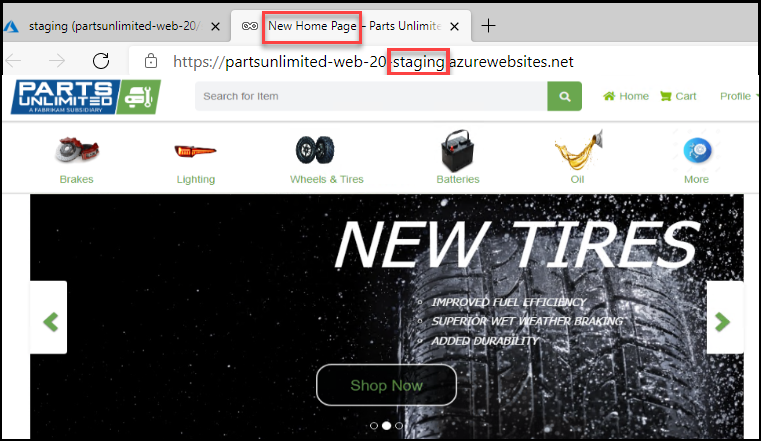 staging (partsunlimited-web-20/
New Home Page - Parts Unlimite
https://partsunlimited-web-20-staging.azurewebsites.net
PARTS
UNLIMITED
A FABRIKAM SUBSIDIARY
Search for Item
Home
Cart
Profile
Brakes
Lighting
Wheels & Tires
Batteries
Oil
More
NEW TIRES
IMPROVED FUEL EFFICIENCY
SUPERIOR WET WEATHER BRAKING
ADDED DURABILITY
Shop Now